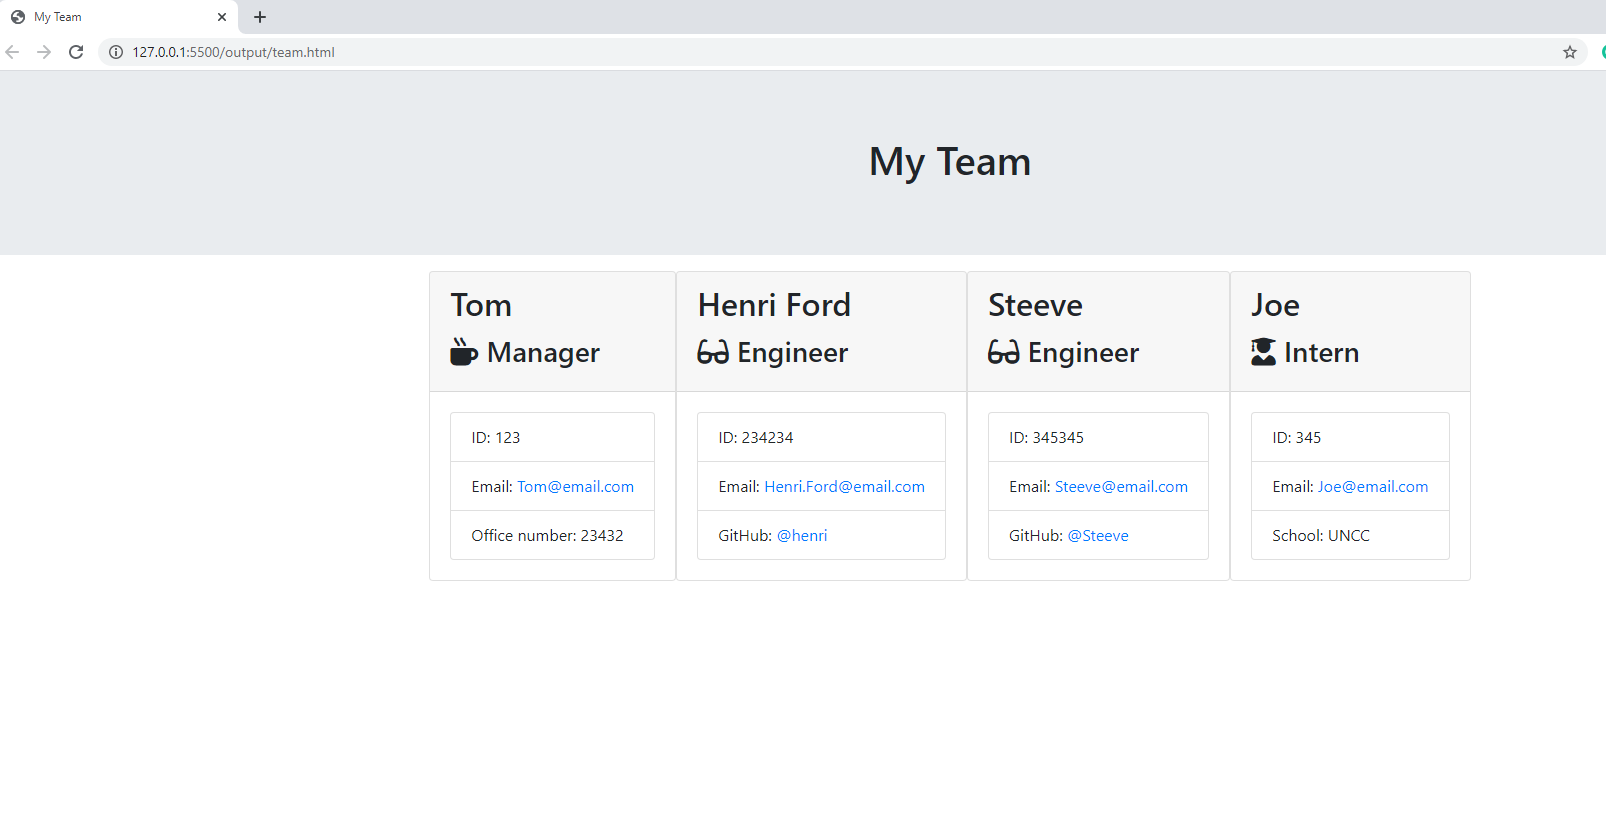 My Team
127.0.0.1:5500/output/team.html
My Team
Tom
Manager
ID: 123
Email: Tom@email.com
Office number: 23432
Henri Ford
Engineer
ID: 234234
Email: Henri.Ford@email.com
GitHub: @henri
Steeve
Engineer
ID: 345345
Email: Steeve@email.com
GitHub: @Steeve
Joe
Intern
ID: 345
Email: Joe@email.com
School: UNCC